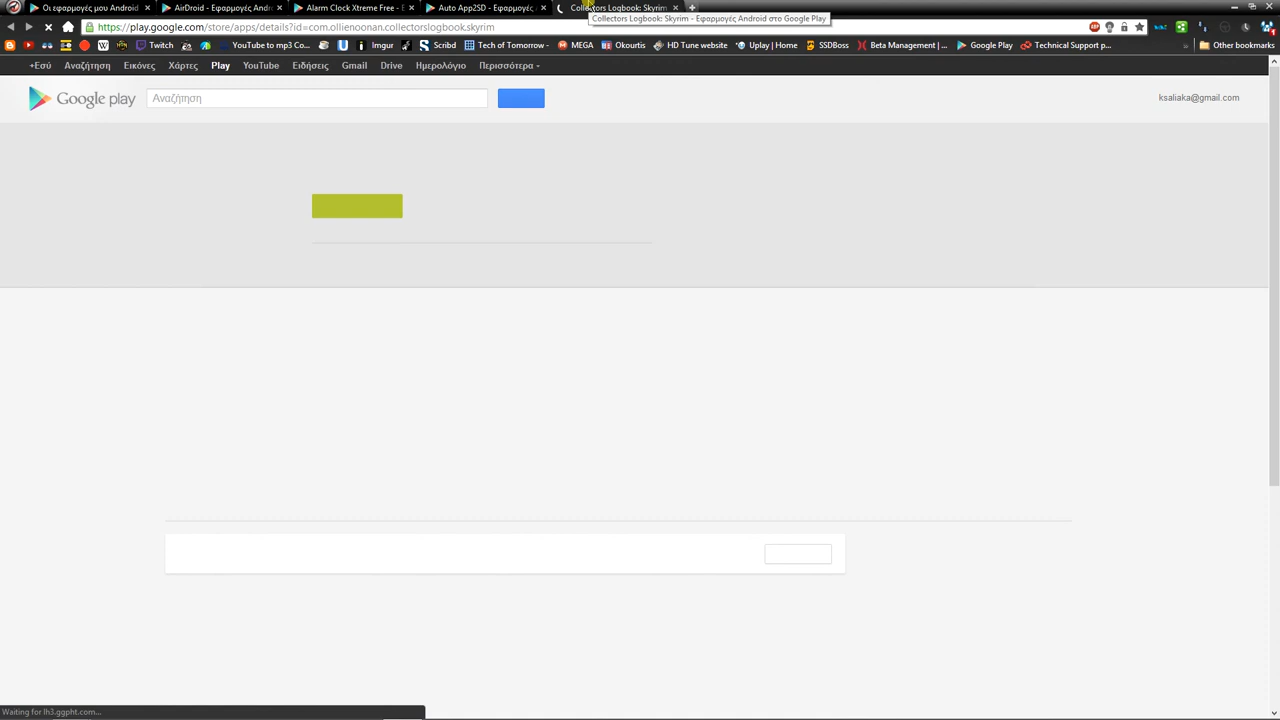 Οι εφαρμογές μου Android
AirDroid - Εφαρμογές Andr
Alarm Clock Xtreme Free - E
Auto App2SD - Εφαρμογές
Collectors Logbook: Skyrim
Collectors Logbook: Skyrim - Εφαρμογές Android στο Google Play
https://play.google.com/store/apps/details?id=com.ollienoonan.collectorslogbook.skyrim
Twitch
YouTube to mp3 Co...
Imgur
Scribd
Tech of Tomorrow -
MEGA
Okourtis
HD Tune website
Uplay | Home
SSDBoss
Beta Management | ...
Google Play
Technical Support p...
»
Other bookmarks
+Εσύ Αναζήτηση Εικόνες Χάρτες Play YouTube Ειδήσεις Gmail Drive Ημερολόγιο Περισσότερα
Google play
Αναζήτηση
ksaliaka@gmail.com
Waiting for lh3.ggpht.com...